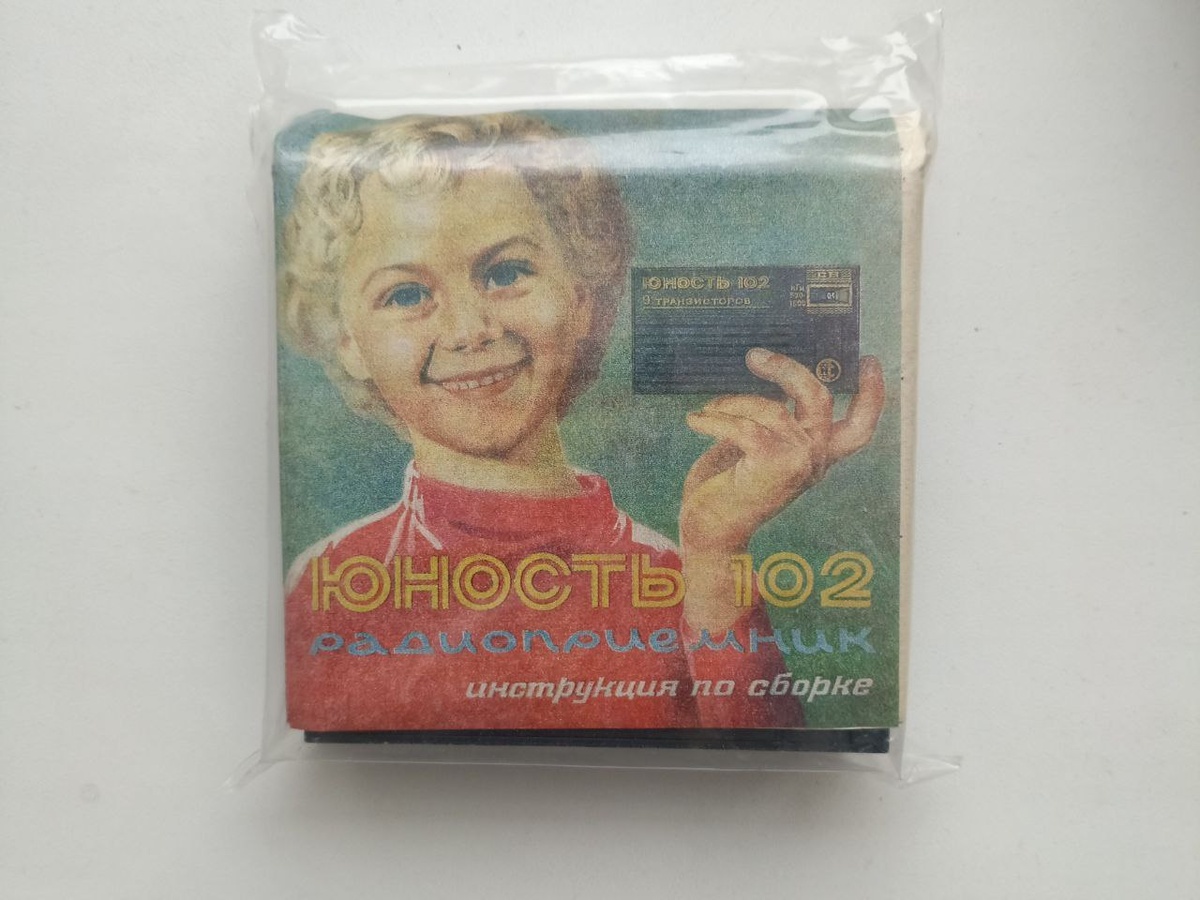 ЮНОСТЬ 102
9 ТРАНЗИСТОРОВ
ЮНОСТЬ 102
радиоприемник
инструкция по сборке